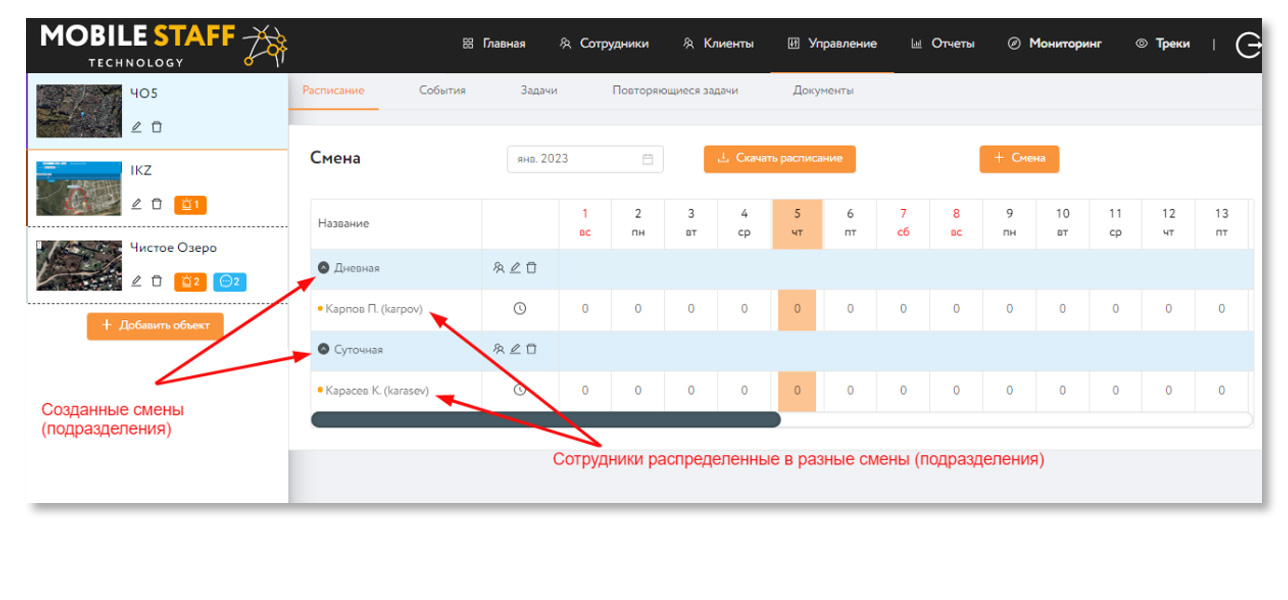 MOBILE STAFF
TECHNOLOGY
Главная Сотрудники Клиенты Управление Отчеты Мониторинг Треки |
ЧО5
IKZ
1
Чистое Озеро
2 2
+ Добавить объект
Расписание События Задачи Повторяющиеся задачи Документы
Смена янв. 2023 Скачать расписание + Смена
Название 1 2 3 4 5 6 7 8 9 10 11 12 13
вс пн вт ср чт пт сб вс пн вт ср чт пт
Дневная
Карпов П. (karpov) 0 0 0 0 0 0 0 0 0 0 0 0 0
Суточная
Карасев К. (karasev) 0 0 0 0 0 0 0 0 0 0 0 0 0
Созданные смены
(подразделения)
Сотрудники распределенные в разные смены (подразделения)